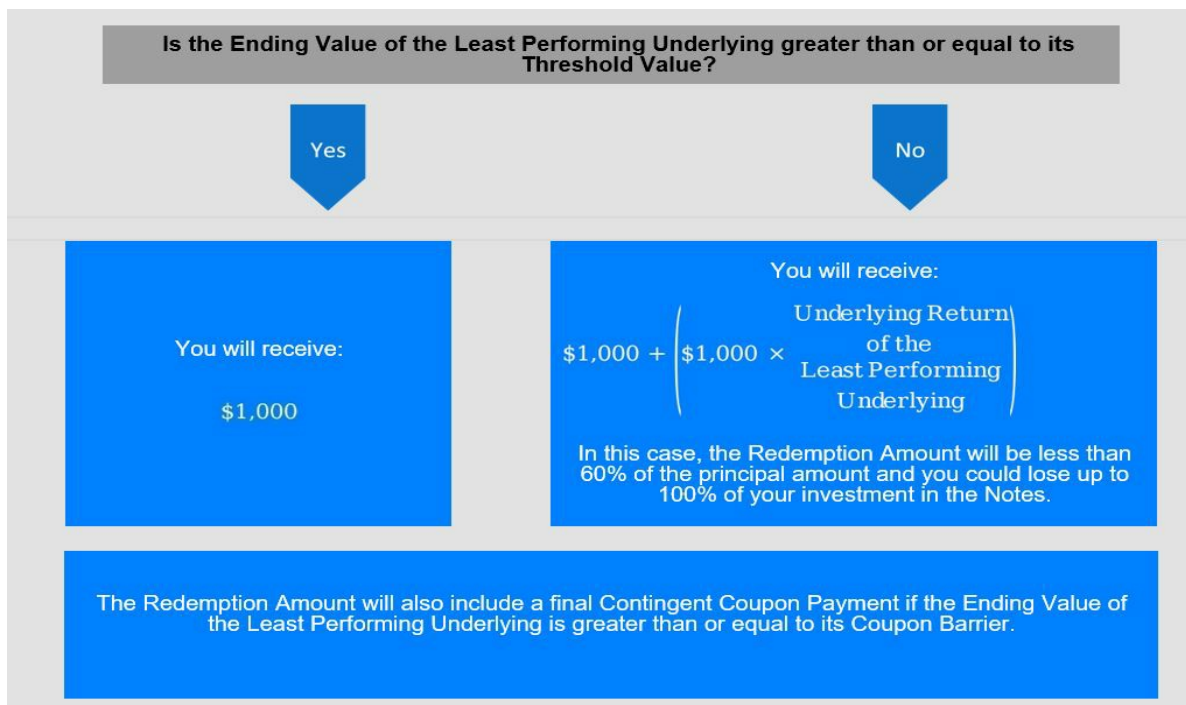 Is the Ending Value of the Least Performing Underlying greater than or equal to its
Threshold Value?
Yes
No
You will receive:
$1,000
You will receive:
$1,000 + ($1,000 × Underlying Return
of the
Least Performing
Underlying)
In this case, the Redemption Amount will be less than
60% of the principal amount and you could lose up to
100% of your investment in the Notes.
The Redemption Amount will also include a final Contingent Coupon Payment if the Ending Value of
the Least Performing Underlying is greater than or equal to its Coupon Barrier.